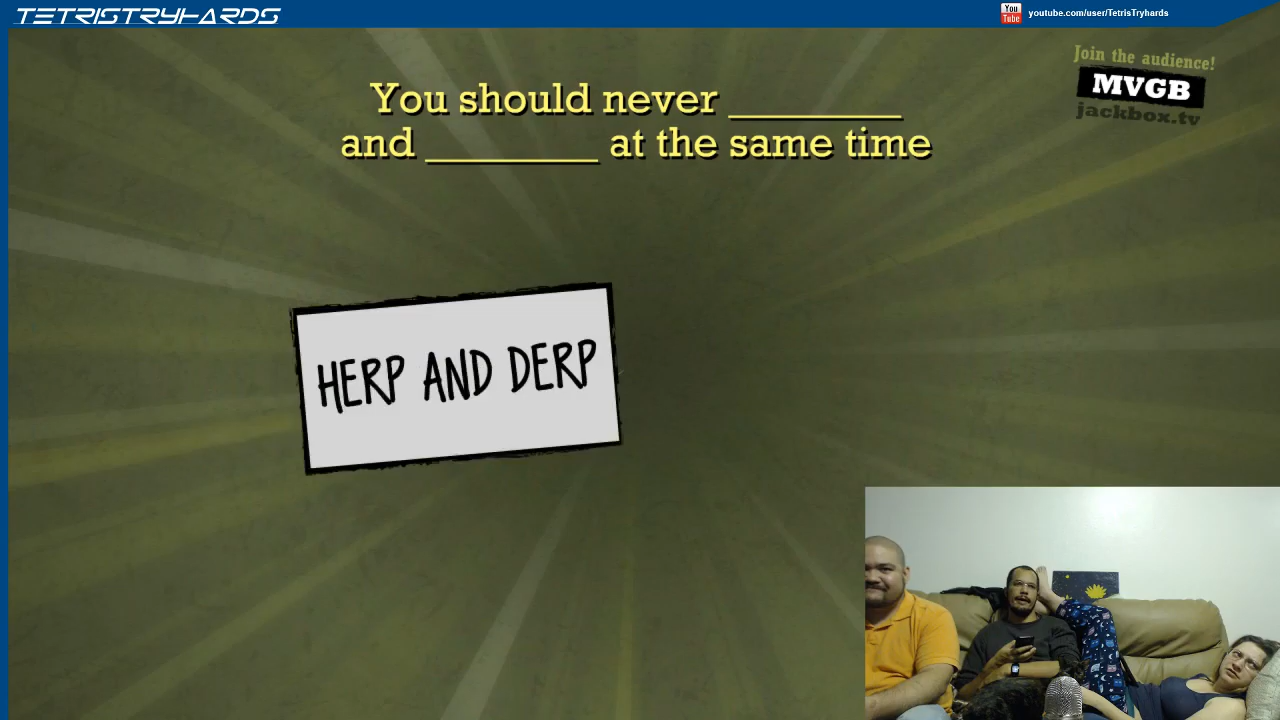 TETRISTRYHARDS
You Tube
youtube.com/user/TetrisTryhards
Join the audience!
MVGB
jackbox.tv
You should never ________
and ________ at the same time
HERP AND DERP